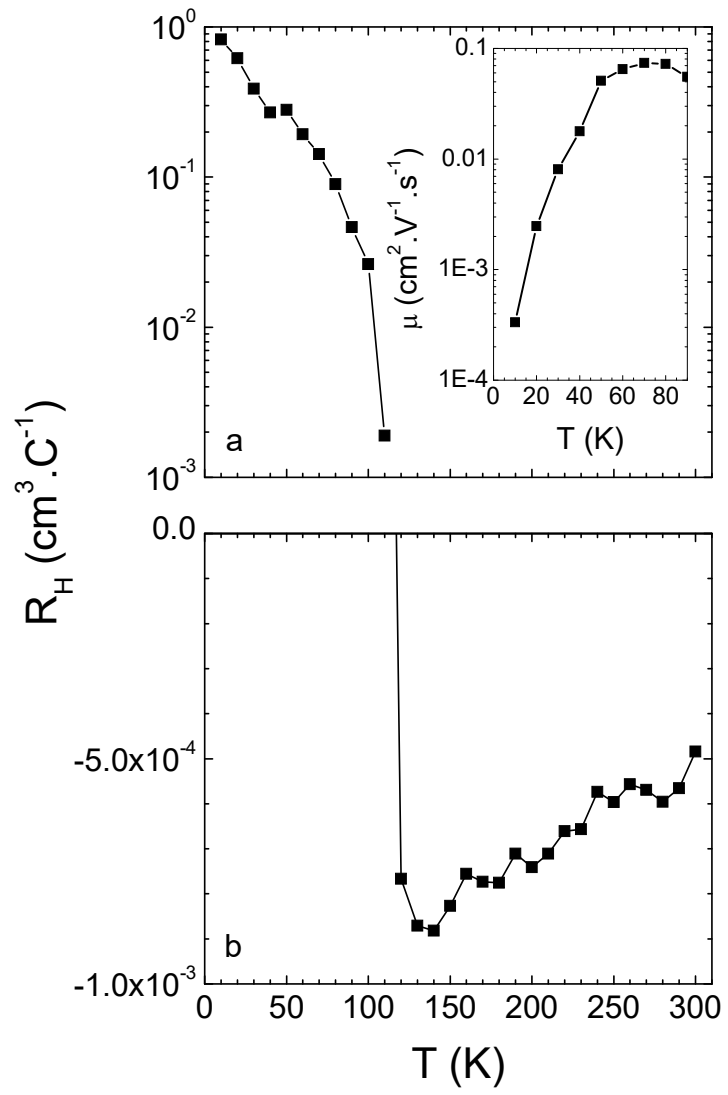 10⁰
10⁻¹
10⁻²
10⁻³
a
0.1
0.01
1E-3
1E-4
0 20 40 60 80
μ (cm².V⁻¹.s⁻¹)
T (K)
R_H (cm³.C⁻¹)
0.0
-5.0x10⁻⁴
-1.0x10⁻³
b
0 50 100 150 200 250 300
T (K)